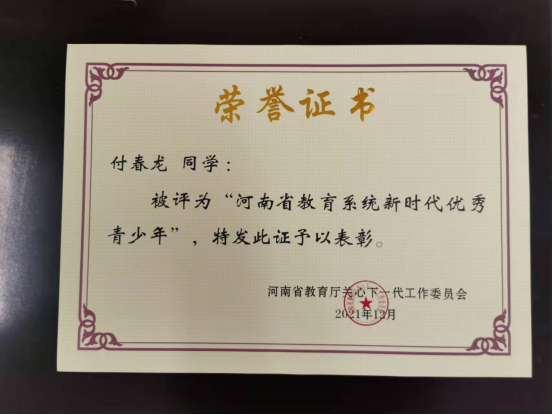 荣誉证书
付春龙 同学：
被评为“河南省教育系统新时代优秀
青少年”，特发此证予以表彰。
河南省教育厅关心下一代工作委员会
2021年12月